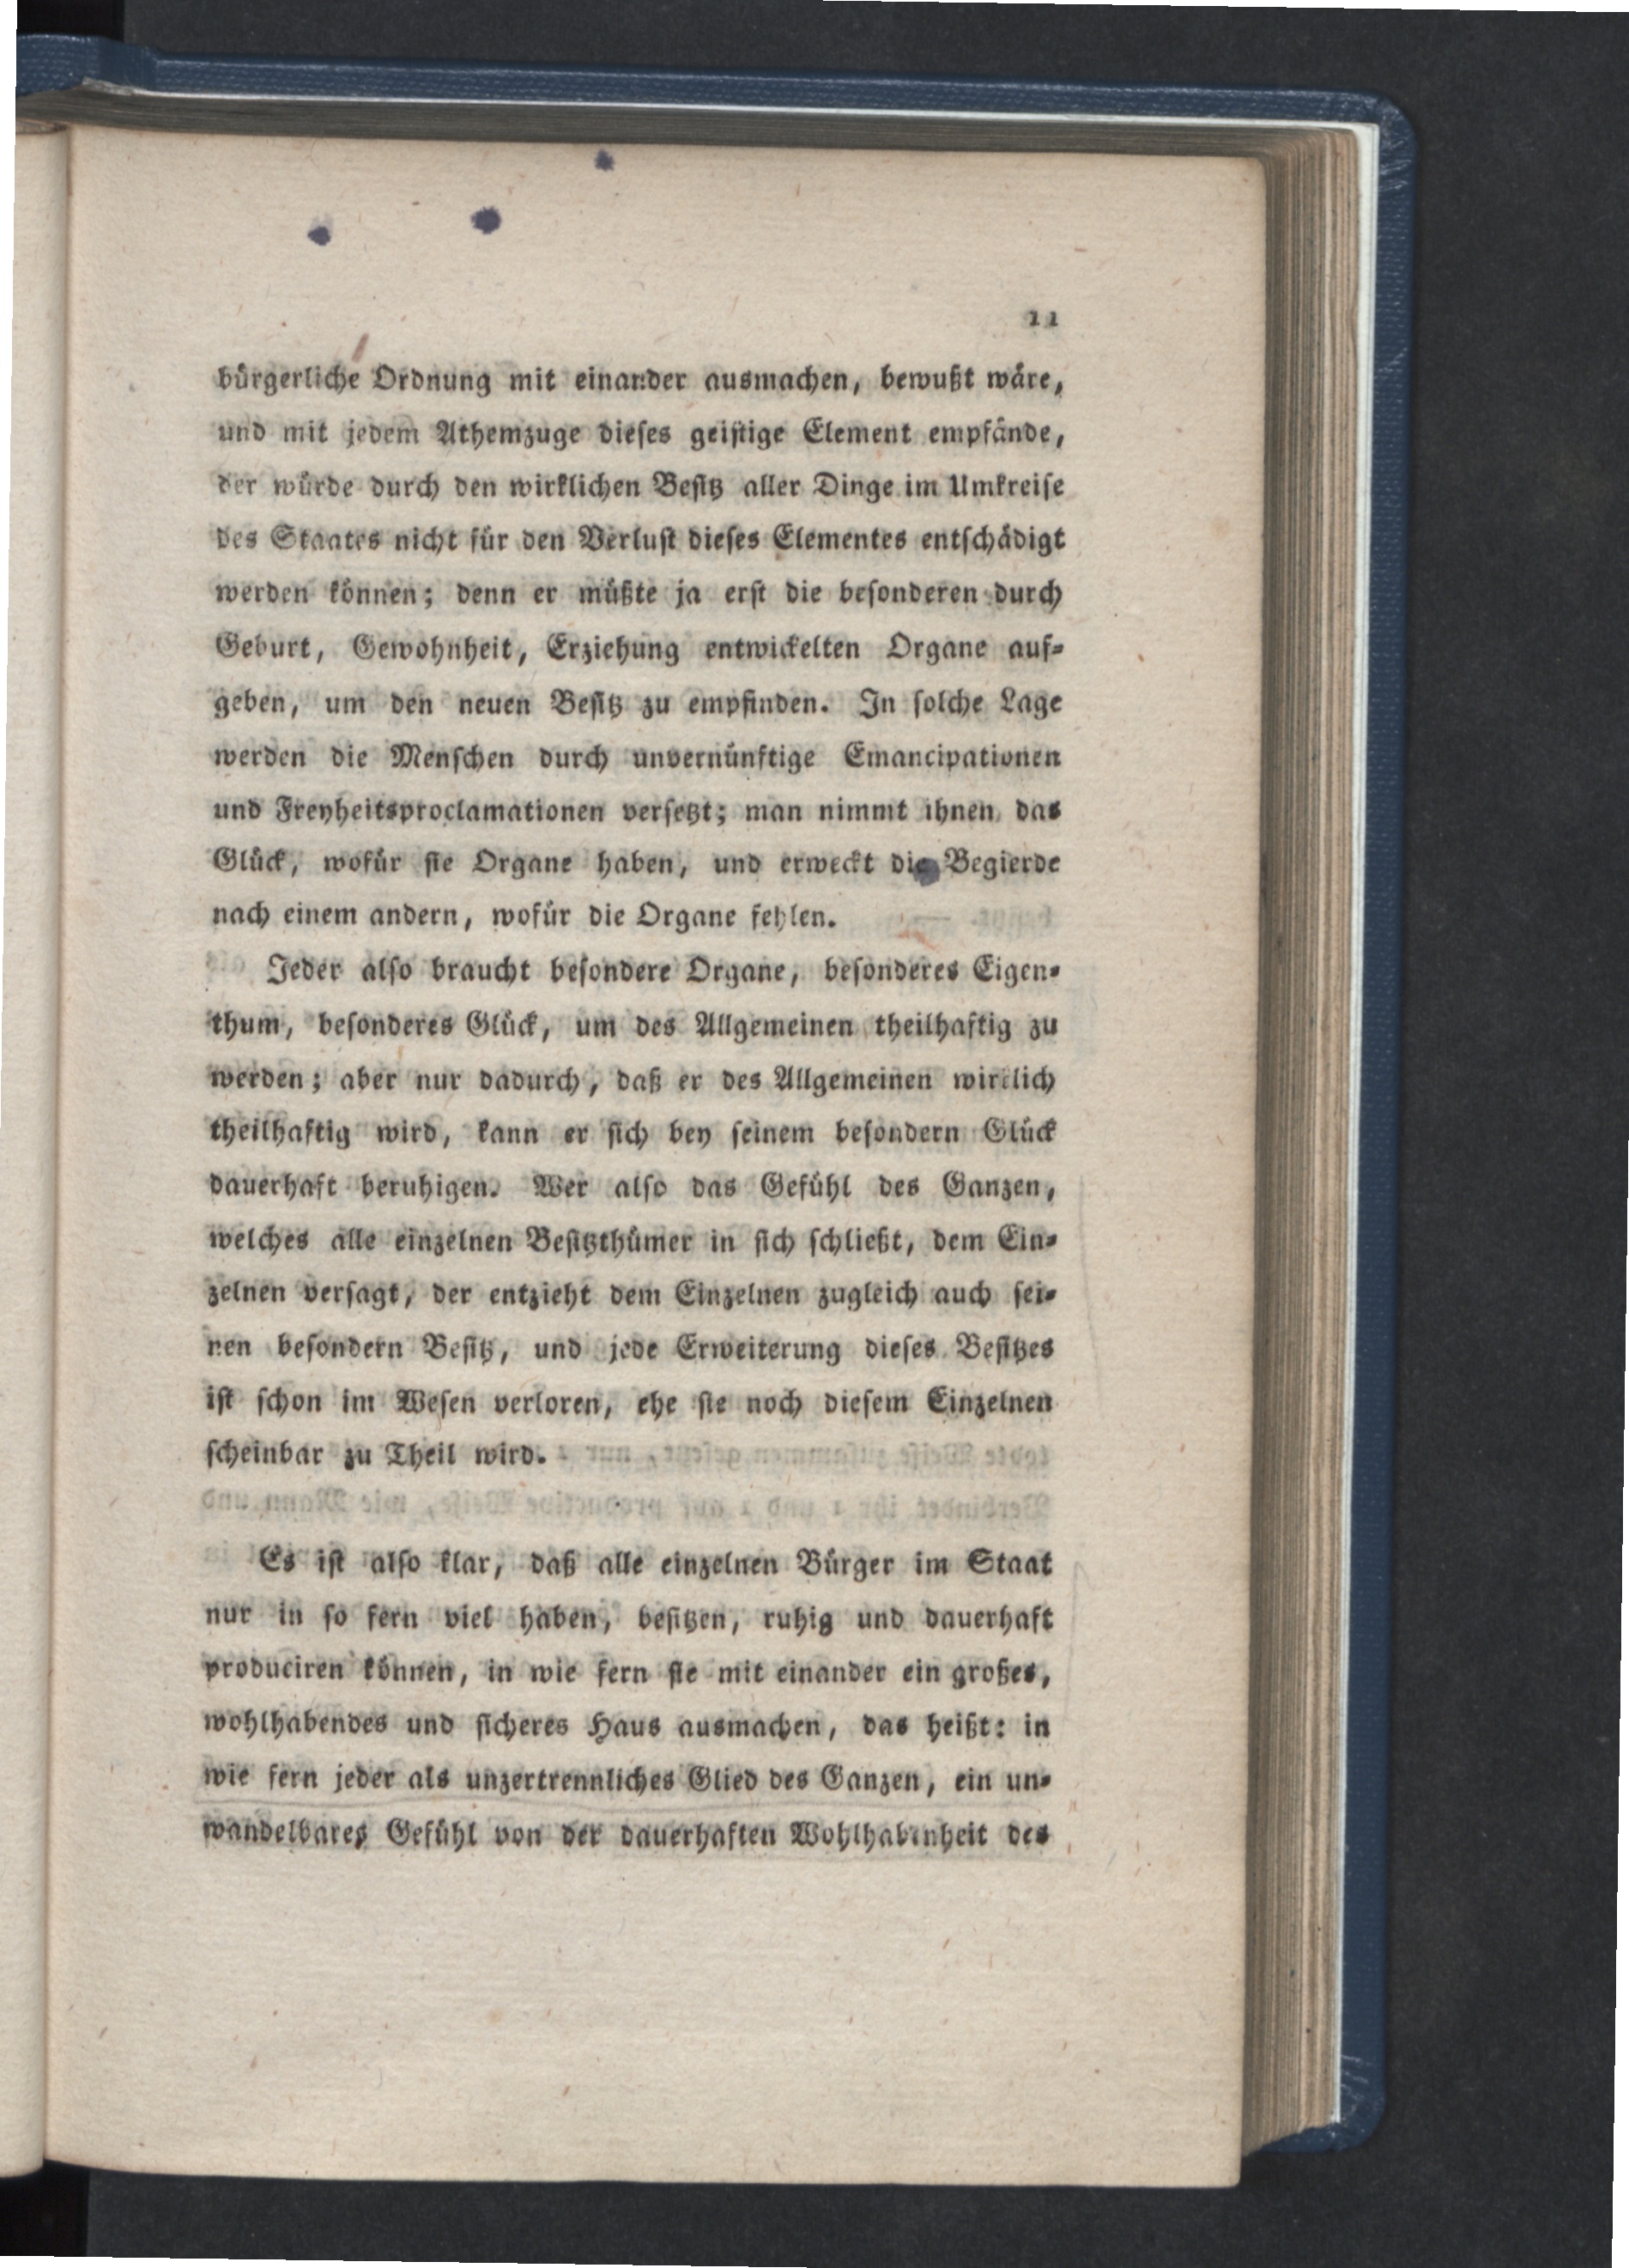 11
bürgerliche Ordnung mit einander ausmachen, bewußt wäre,
und mit jedem Athemzuge dieses geistige Element empfände,
der würde durch den wirklichen Besitz aller Dinge im Umkreise
des Staates nicht für den Verlust dieses Elementes entschädigt
werden können; denn er müßte ja erst die besonderen durch
Geburt, Gewohnheit, Erziehung entwickelten Organe auf-
geben, um den neuen Besitz zu empfinden. In solche Lage
werden die Menschen durch unvernünftige Emancipationen
und Freyheitsproclamationen versetzt; man nimmt ihnen das
Glück, wofür sie Organe haben, und erweckt die Begierde
nach einem andern, wofür die Organe fehlen.
Jeder also braucht besondere Organe, besonderes Eigen-
thum, besonderes Glück, um des Allgemeinen theilhaftig zu
werden; aber nur dadurch, daß er des Allgemeinen wirklich
theilhaftig wird, kann er sich bey seinem besondern Glück
dauerhaft beruhigen. Wer also das Gefühl des Ganzen,
welches alle einzelnen Besitzthümer in sich schließt, dem Ein-
zelnen versagt, der entzieht dem Einzelnen zugleich auch sei-
nen besondern Besitz, und jede Erweiterung dieses Besitzes
ist schon im Wesen verloren, ehe sie noch diesem Einzelnen
scheinbar zu Theil wird.
Es ist also klar, daß alle einzelnen Bürger im Staat
nur in so fern viel haben, besitzen, ruhig und dauerhaft
produciren können, in wie fern sie mit einander ein großes,
wohlhabendes und sicheres Haus ausmachen, das heißt: in
wie fern jeder als unzertrennliches Glied des Ganzen, ein un-
wandelbares Gefühl von der dauerhaften Wohlhabenheit des